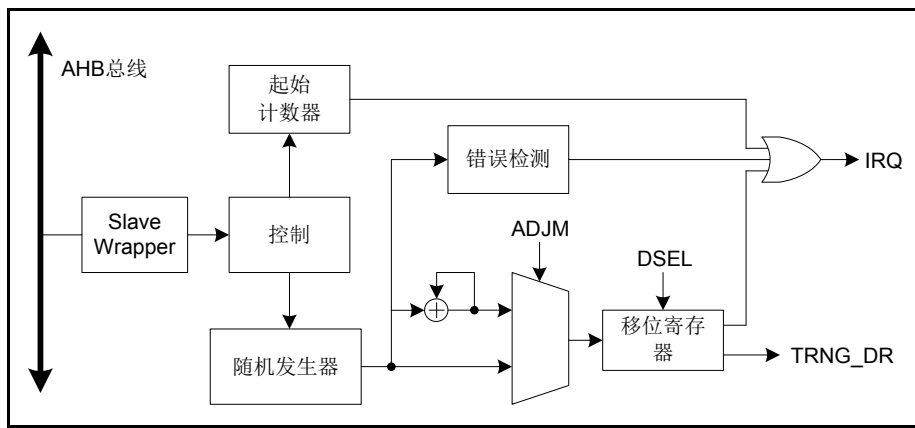 AHB总线
起始
计数器
错误检测
IRQ
Slave
Wrapper
控制
ADJM
DSEL
移位寄存
器
随机发生器
TRNG_DR